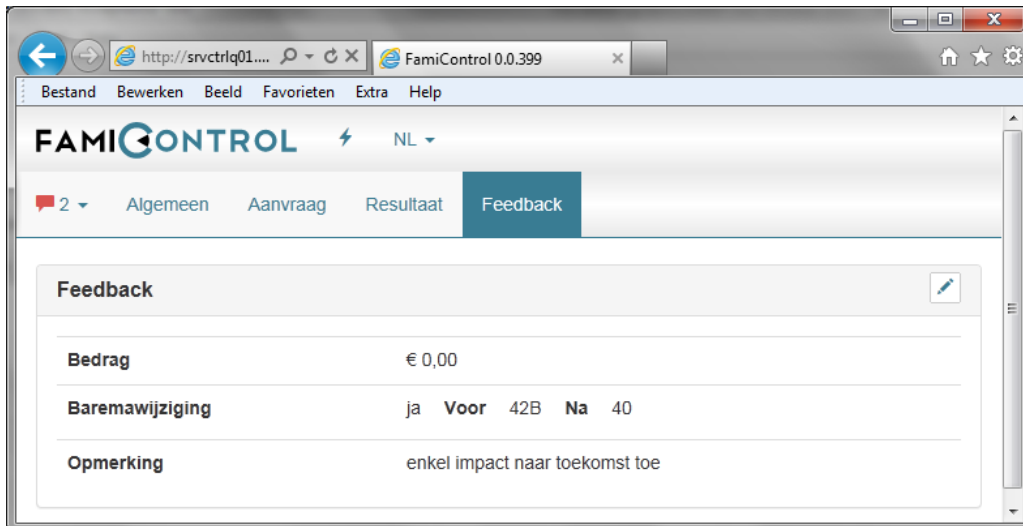 http://srvctrlq01....
FamiControl 0.0.399
Bestand Bewerken Beeld Favorieten Extra Help
FAMICONTROL NL
2 Algemeen Aanvraag Resultaat Feedback
Feedback
Bedrag € 0,00
Baremawijziging ja Voor 42B Na 40
Opmerking enkel impact naar toekomst toe